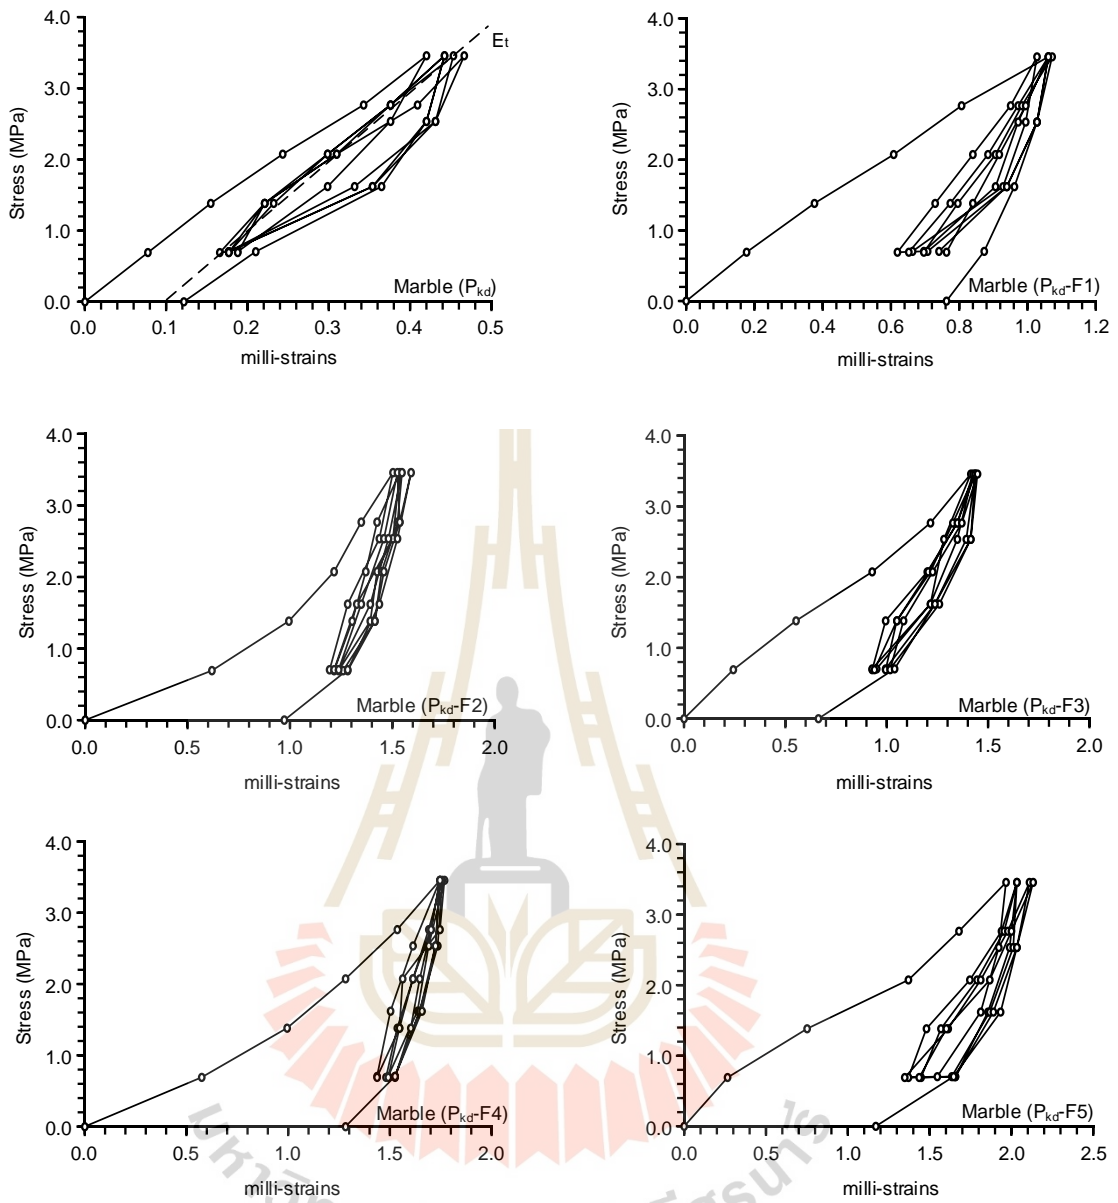 4.0
3.0
2.0
1.0
0.0
Stress (MPa)
Et
Marble (Pkd)
0.0 0.1 0.2 0.3 0.4 0.5
milli-strains
4.0
3.0
2.0
1.0
0.0
Stress (MPa)
Marble (Pkd-F1)
0.0 0.2 0.4 0.6 0.8 1.0 1.2
milli-strains
4.0
3.0
2.0
1.0
0.0
Stress (MPa)
Marble (Pkd-F2)
0.0 0.5 1.0 1.5 2.0
milli-strains
4.0
3.0
2.0
1.0
0.0
Stress (MPa)
Marble (Pkd-F3)
0.0 0.5 1.0 1.5 2.0
milli-strains
4.0
3.0
2.0
1.0
0.0
Stress (MPa)
Marble (Pkd-F4)
0.0 0.5 1.0 1.5 2.0
milli-strains
4.0
3.0
2.0
1.0
0.0
Stress (MPa)
Marble (Pkd-F5)
0.0 0.5 1.0 1.5 2.0 2.5
milli-strains